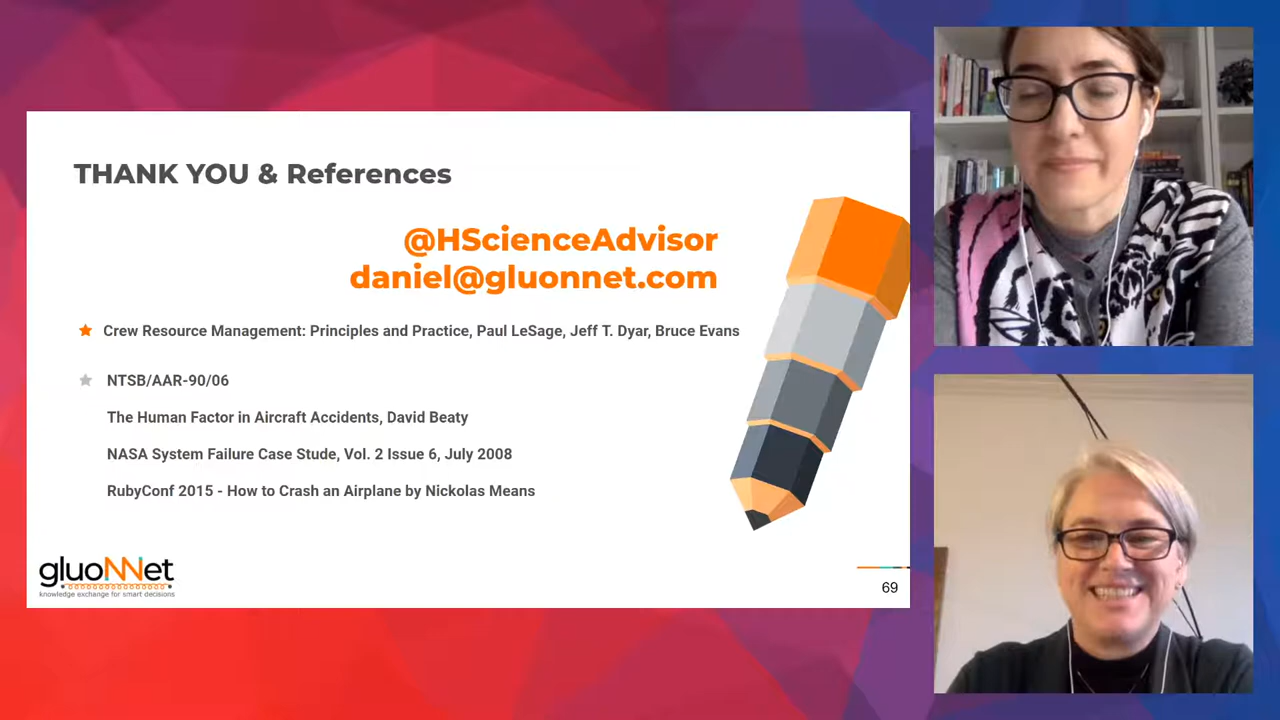 THANK YOU & References
@HScienceAdvisor
daniel@gluonnet.com
Crew Resource Management: Principles and Practice, Paul LeSage, Jeff T. Dyar, Bruce Evans
NTSB/AAR-90/06
The Human Factor in Aircraft Accidents, David Beaty
NASA System Failure Case Stude, Vol. 2 Issue 6, July 2008
RubyConf 2015 - How to Crash an Airplane by Nickolas Means
gluoNNet
knowledge exchange for smart decisions
69